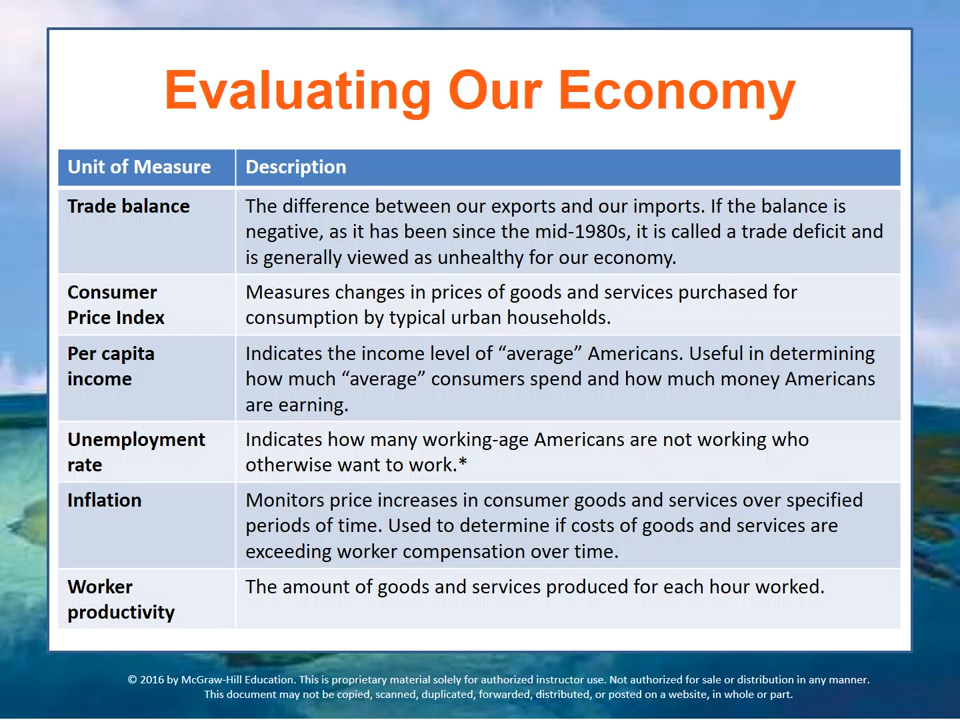 Evaluating Our Economy
Unit of Measure
Description
Trade balance
The difference between our exports and our imports. If the balance is
negative, as it has been since the mid-1980s, it is called a trade deficit and
is generally viewed as unhealthy for our economy.
Consumer
Price Index
Measures changes in prices of goods and services purchased for
consumption by typical urban households.
Per capita
income
Indicates the income level of “average” Americans. Useful in determining
how much “average” consumers spend and how much money Americans
are earning.
Unemployment
rate
Indicates how many working-age Americans are not working who
otherwise want to work.*
Inflation
Monitors price increases in consumer goods and services over specified
periods of time. Used to determine if costs of goods and services are
exceeding worker compensation over time.
Worker
productivity
The amount of goods and services produced for each hour worked.
© 2016 by McGraw-Hill Education. This is proprietary material solely for authorized instructor use. Not authorized for sale or distribution in any manner.
This document may not be copied, scanned, duplicated, forwarded, distributed, or posted on a website, in whole or part.